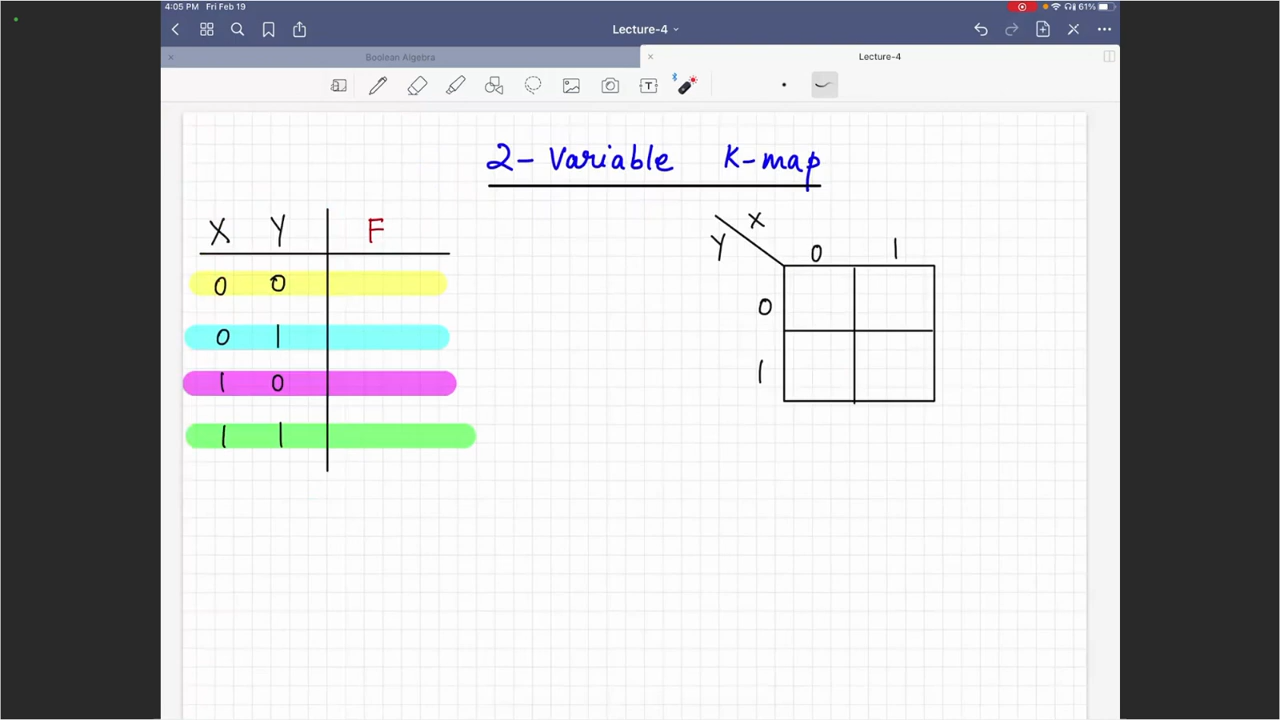 4:05 PM Fri Feb 19
61%
Lecture-4
Boolean Algebra
Lecture-4
T
2- Variable K-map
X Y F
0 0
0 1
1 0
1 1
X
Y
0 1
0
1